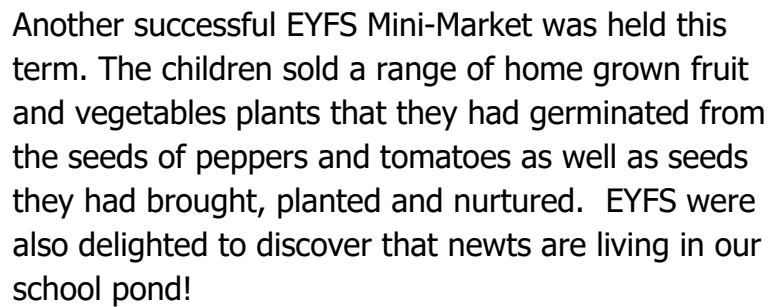 Another successful EYFS Mini-Market was held this
term. The children sold a range of home grown fruit
and vegetables plants that they had germinated from
the seeds of peppers and tomatoes as well as seeds
they had brought, planted and nurtured.  EYFS were
also delighted to discover that newts are living in our
school pond!